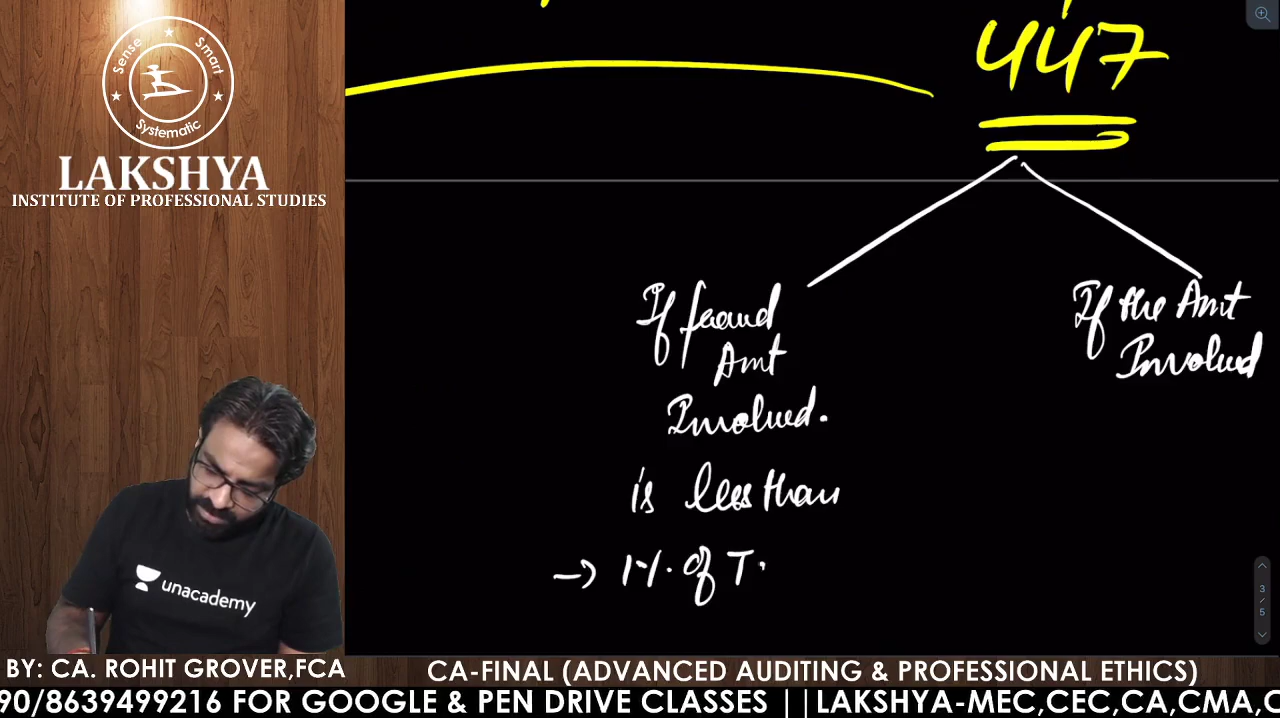 Sense
Smart
Systematic
LAKSHYA
INSTITUTE OF PROFESSIONAL STUDIES
447
If fraud
Amt
Involved.
is less than
→ 1%. of T.
If the Amt
Involved
unacademy
3
/
5
BY: CA. ROHIT GROVER,FCA
CA-FINAL (ADVANCED AUDITING & PROFESSIONAL ETHICS)
90/8639499216 FOR GOOGLE & PEN DRIVE CLASSES ||LAKSHYA-MEC,CEC,CA,CMA,C